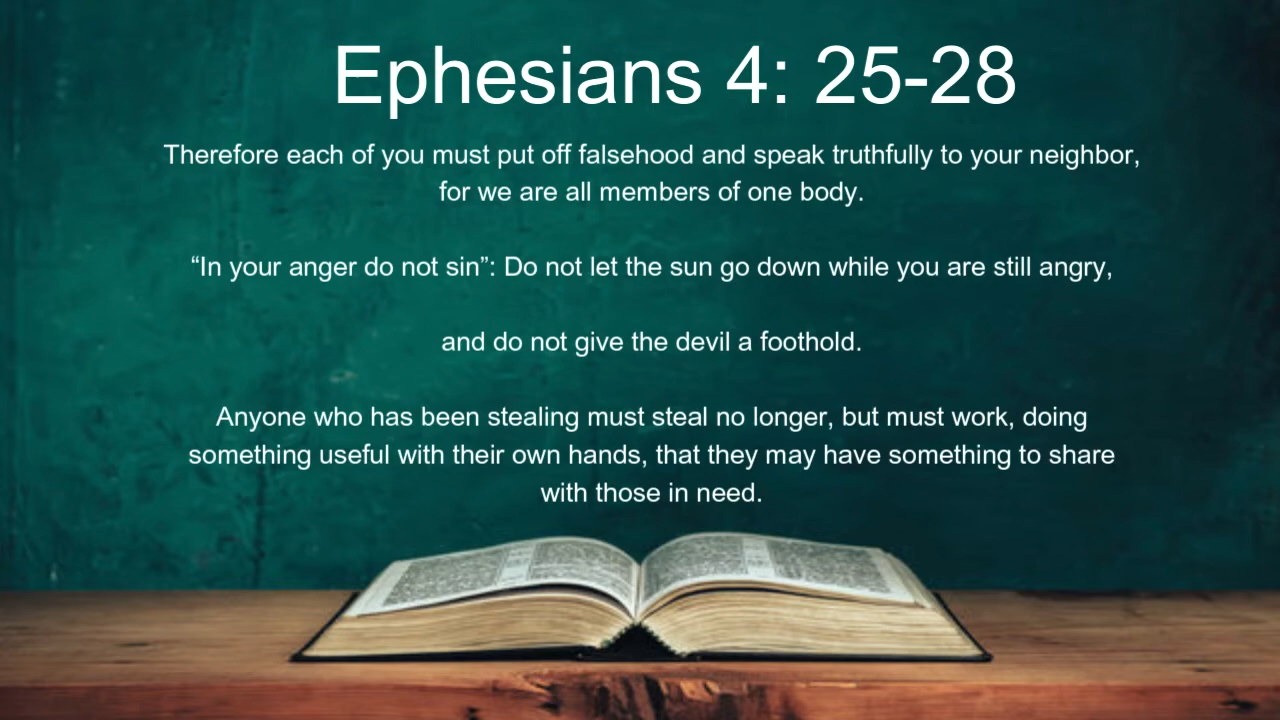 Ephesians 4: 25-28
Therefore each of you must put off falsehood and speak truthfully to your neighbor,
for we are all members of one body.
“In your anger do not sin”: Do not let the sun go down while you are still angry,
and do not give the devil a foothold.
Anyone who has been stealing must steal no longer, but must work, doing
something useful with their own hands, that they may have something to share
with those in need.